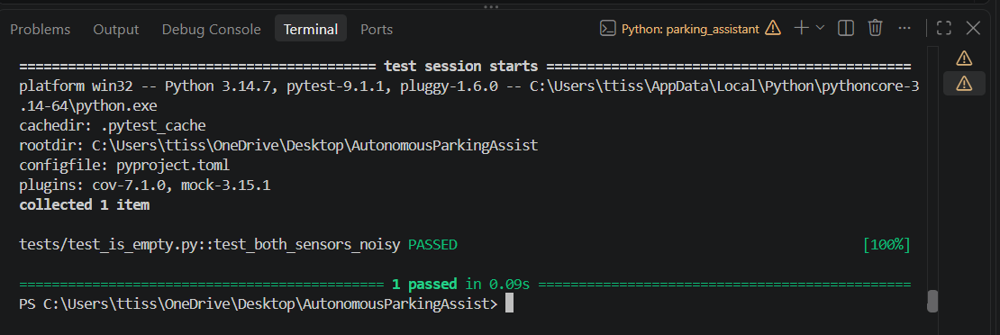 Problems Output Debug Console Terminal Ports Python: parking_assistant
========================================== test session starts ===========================================
platform win32 -- Python 3.14.7, pytest-9.1.1, pluggy-1.6.0 -- C:\Users\ttiss\AppData\Local\Python\pythoncore-3
.14-64\python.exe
cachedir: .pytest_cache
rootdir: C:\Users\ttiss\OneDrive\Desktop\AutonomousParkingAssist
configfile: pyproject.toml
plugins: cov-7.1.0, mock-3.15.1
collected 1 item
tests/test_is_empty.py::test_both_sensors_noisy PASSED [100%]
=========================================== 1 passed in 0.09s ============================================
PS C:\Users\ttiss\OneDrive\Desktop\AutonomousParkingAssist>